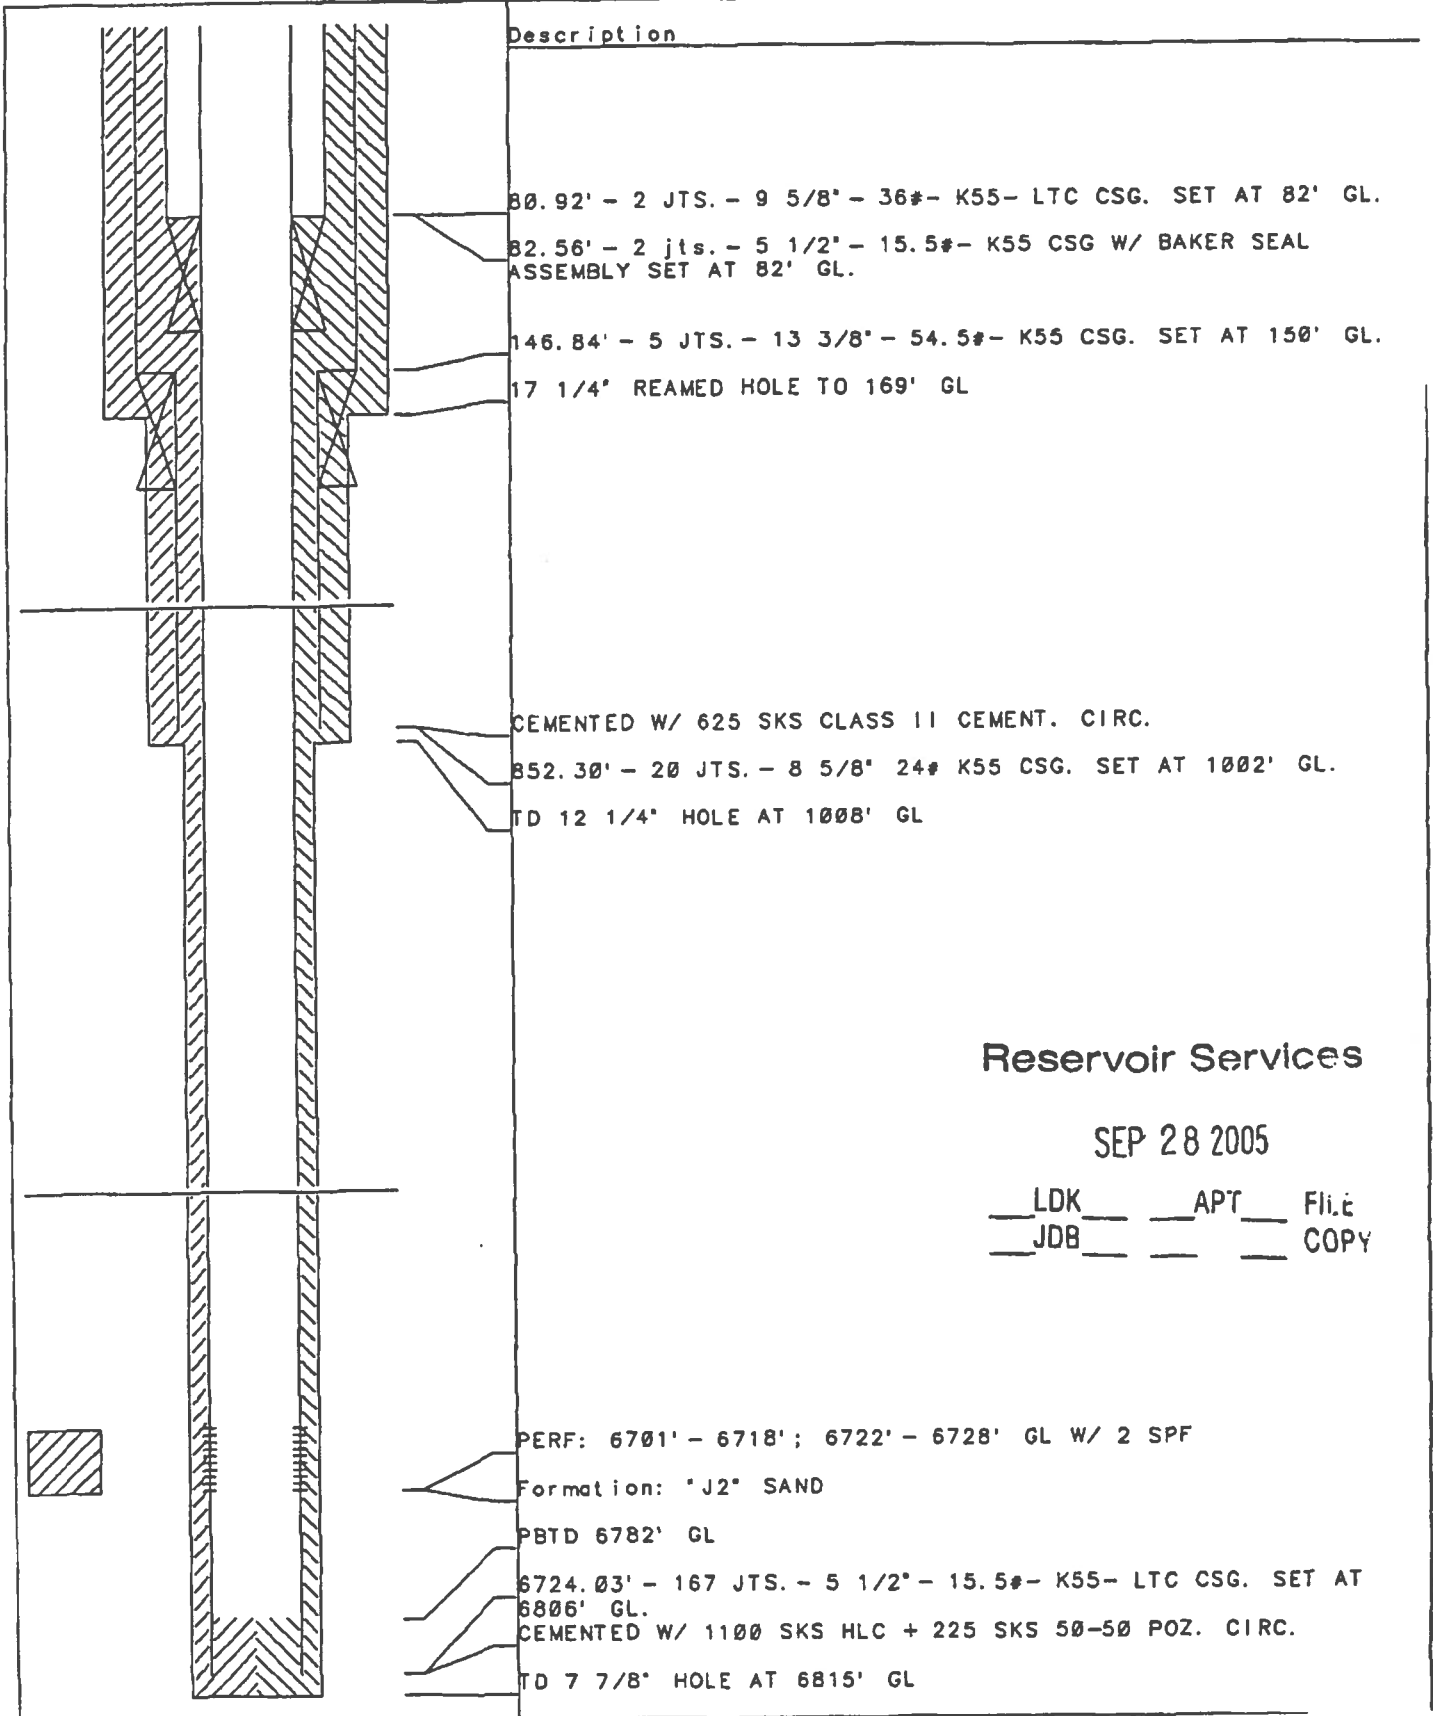 Description
80.92' - 2 JTS. - 9 5/8" - 36#- K55- LTC CSG. SET AT 82' GL.
82.56' - 2 jts. - 5 1/2" - 15.5#- K55 CSG W/ BAKER SEAL
ASSEMBLY SET AT 82' GL.
146.84' - 5 JTS. - 13 3/8" - 54.5#- K55 CSG. SET AT 150' GL.
17 1/4" REAMED HOLE TO 169' GL
CEMENTED W/ 625 SKS CLASS II CEMENT. CIRC.
852.30' - 20 JTS. - 8 5/8" 24# K55 CSG. SET AT 1002' GL.
TD 12 1/4" HOLE AT 1008' GL
Reservoir Services
SEP 28 2005
LDK APT FILE
JDB COPY
PERF: 6701' - 6718'; 6722' - 6728' GL W/ 2 SPF
Formation: "J2" SAND
PBTD 6782' GL
6724.03' - 167 JTS. - 5 1/2" - 15.5#- K55- LTC CSG. SET AT
6806' GL.
CEMENTED W/ 1100 SKS HLC + 225 SKS 50-50 POZ. CIRC.
TD 7 7/8" HOLE AT 6815' GL